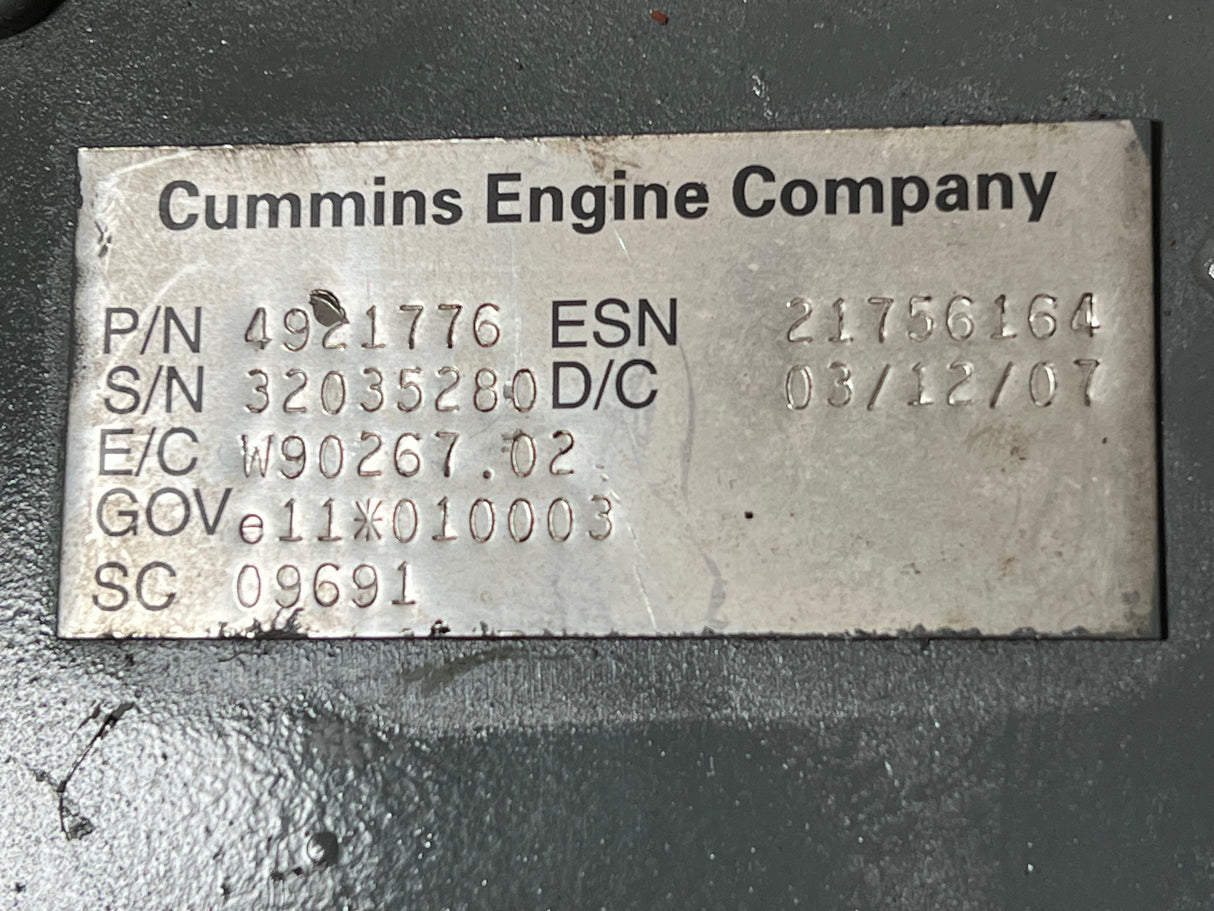 Cummins Engine Company
P/N 4921776 ESN 21756164
S/N 32035280 D/C 03/12/07
E/C W90267.02
GOV e11*010003
SC 09691